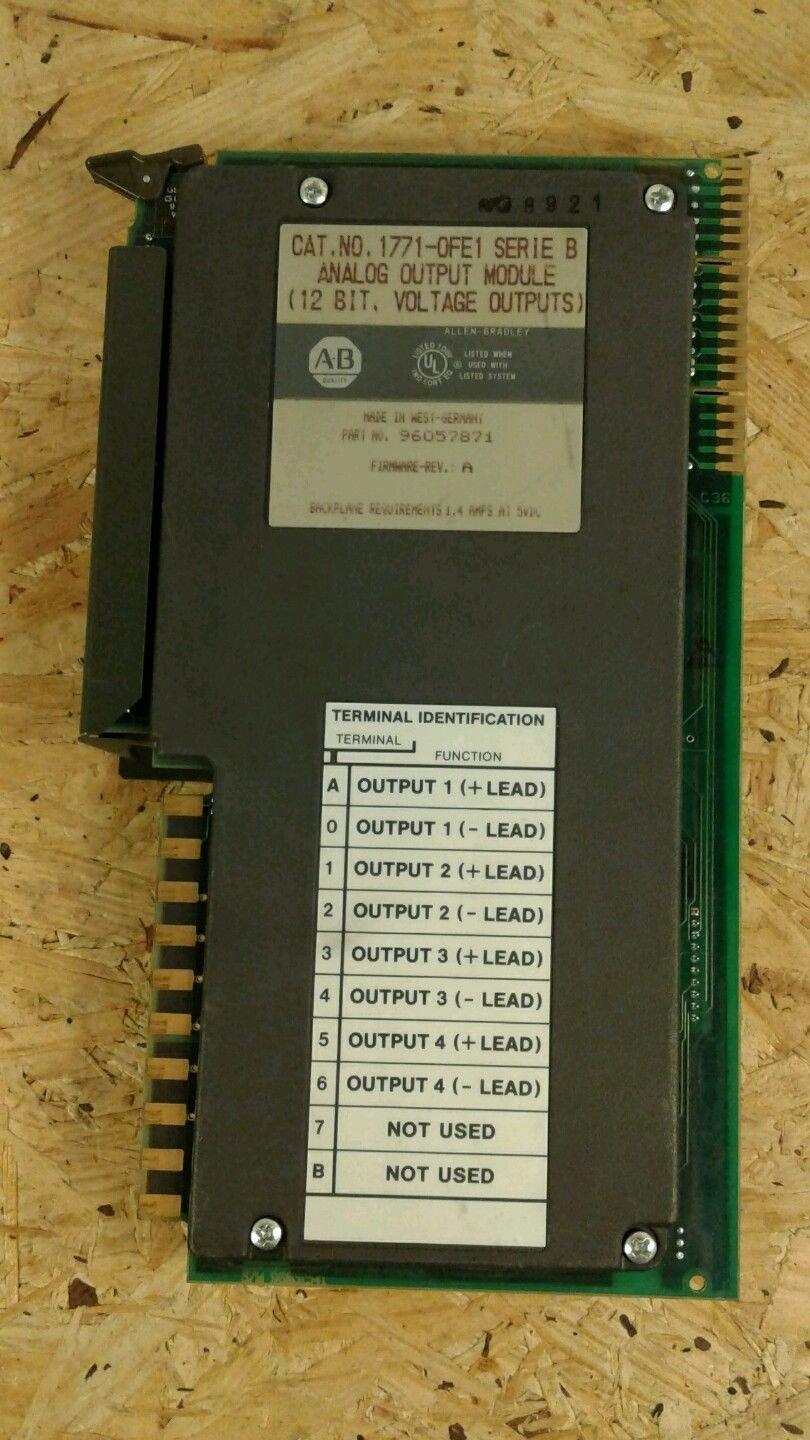 8921
CAT.NO.1771-OFE1 SERIE B
ANALOG OUTPUT MODULE
(12 BIT. VOLTAGE OUTPUTS)
ALLEN-BRADLEY
AB
QUALITY
UL
LISTED WHEN
USED WITH
LISTED SYSTEM
MADE IN WEST-GERMANY
PART NO. 96057871
FIRMWARE-REV.: A
BACKPLANE REQUIREMENTS 1.4 AMPS AT 5VDC
C36
TERMINAL IDENTIFICATION
TERMINAL
FUNCTION
A OUTPUT 1 (+ LEAD)
0 OUTPUT 1 (- LEAD)
1 OUTPUT 2 (+ LEAD)
2 OUTPUT 2 (- LEAD)
3 OUTPUT 3 (+ LEAD)
4 OUTPUT 3 (- LEAD)
5 OUTPUT 4 (+ LEAD)
6 OUTPUT 4 (- LEAD)
7 NOT USED
B NOT USED